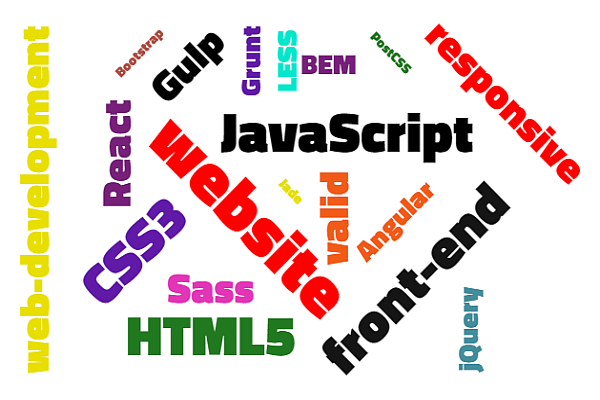 web-development
Bootstrap
Gulp
Grunt
LESS
BEM
PostCSS
responsive
React
JavaScript
website
CSS3
Jade
valid
Angular
front-end
Sass
HTML5
jQuery